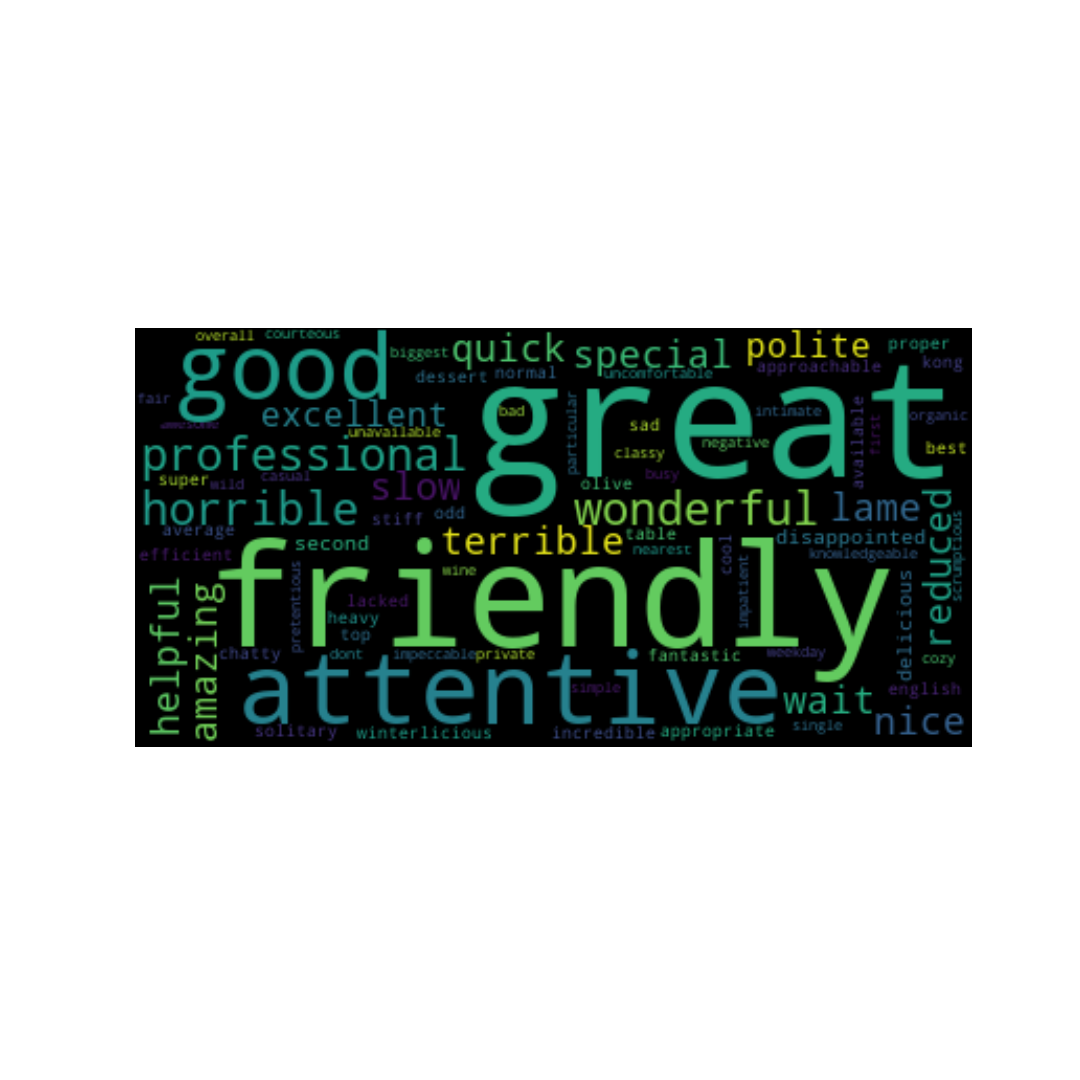 overall courteous
good biggest quick special polite proper
dessert normal uncomfortable approachable kong
fair awesome excellent bad great intimate available first organic
unavailable particular sad negative best
professional classy busy
super wild casual slow olive
horrible stiff odd wonderful lame reduced
average second terrible table disappointed scrumptious
efficient nearest cool knowledgeable
friendly wine
helpful amazing pretentious lacked impatient delicious
heavy
top
chatty dont impeccable private fantastic weekday cozy
attentive simple wait english
solitary winterlicious incredible appropriate single nice